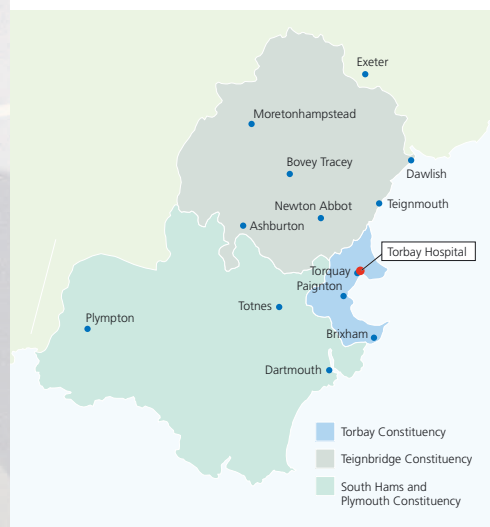 Exeter
Moretonhampstead
Bovey Tracey
Dawlish
Newton Abbot
Teignmouth
Ashburton
Torbay Hospital
Torquay
Paignton
Totnes
Plympton
Brixham
Dartmouth
Torbay Constituency
Teignbridge Constituency
South Hams and
Plymouth Constituency